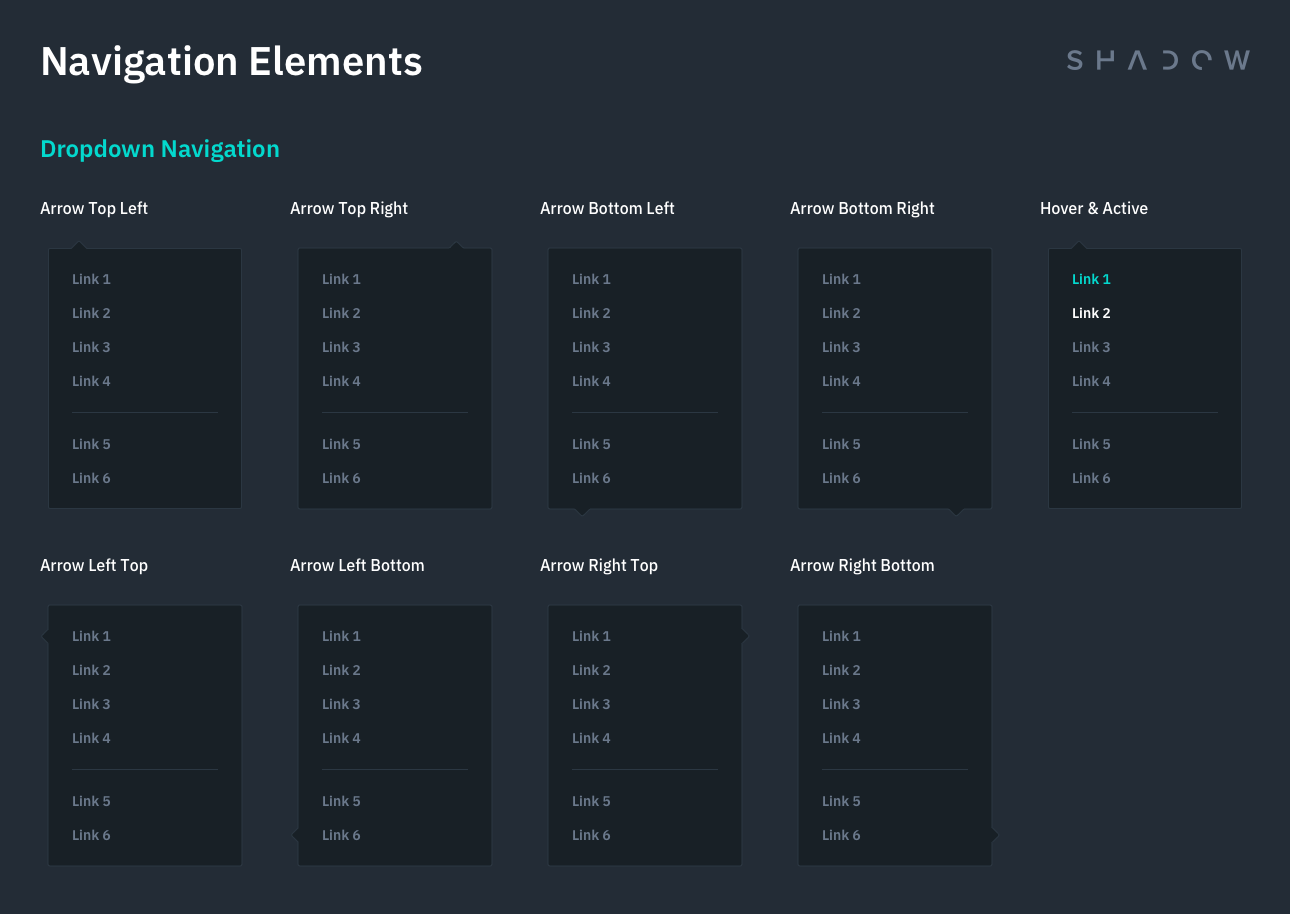 Navigation Elements
SHADOW
Dropdown Navigation
Arrow Top Left
Link 1
Link 2
Link 3
Link 4
Link 5
Link 6
Arrow Top Right
Link 1
Link 2
Link 3
Link 4
Link 5
Link 6
Arrow Bottom Left
Link 1
Link 2
Link 3
Link 4
Link 5
Link 6
Arrow Bottom Right
Link 1
Link 2
Link 3
Link 4
Link 5
Link 6
Hover & Active
Link 1
Link 2
Link 3
Link 4
Link 5
Link 6
Arrow Left Top
Link 1
Link 2
Link 3
Link 4
Link 5
Link 6
Arrow Left Bottom
Link 1
Link 2
Link 3
Link 4
Link 5
Link 6
Arrow Right Top
Link 1
Link 2
Link 3
Link 4
Link 5
Link 6
Arrow Right Bottom
Link 1
Link 2
Link 3
Link 4
Link 5
Link 6